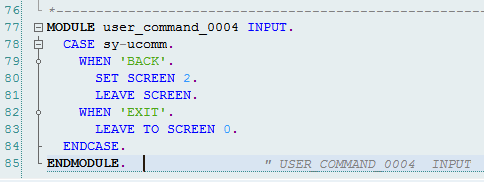 76 *----------------------------------------------------------
77 MODULE user_command_0004 INPUT.
78 CASE sy-ucomm.
79 WHEN 'BACK'.
80 SET SCREEN 2.
81 LEAVE SCREEN.
82 WHEN 'EXIT'.
83 LEAVE TO SCREEN 0.
84 ENDCASE.
85 ENDMODULE. " USER_COMMAND_0004 INPUT